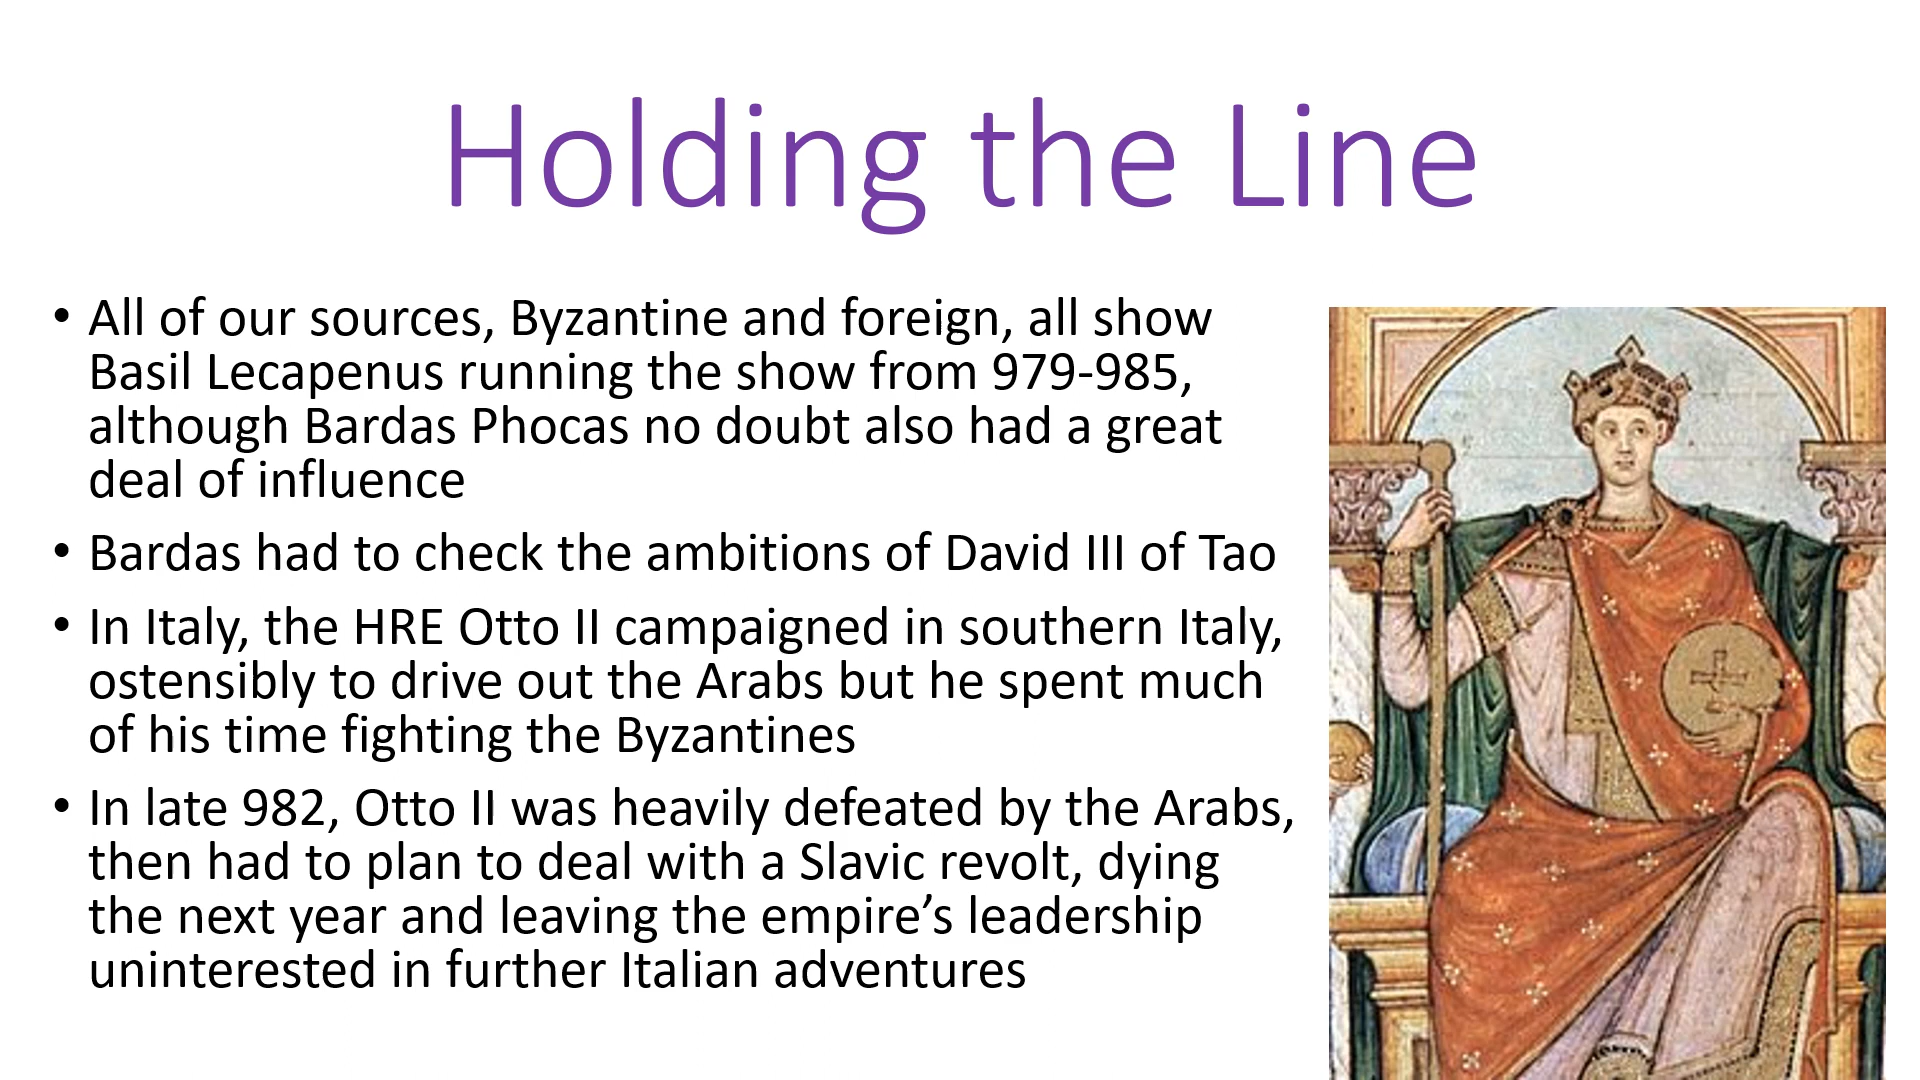 Holding the Line
• All of our sources, Byzantine and foreign, all show
Basil Lecapenus running the show from 979-985,
although Bardas Phocas no doubt also had a great
deal of influence
• Bardas had to check the ambitions of David III of Tao
• In Italy, the HRE Otto II campaigned in southern Italy,
ostensibly to drive out the Arabs but he spent much
of his time fighting the Byzantines
• In late 982, Otto II was heavily defeated by the Arabs,
then had to plan to deal with a Slavic revolt, dying
the next year and leaving the empire’s leadership
uninterested in further Italian adventures